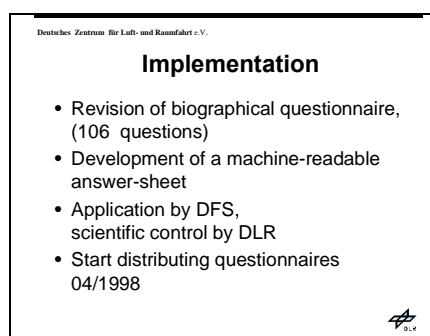 Deutsches Zentrum für Luft- und Raumfahrt e.V.
Implementation
• Revision of biographical questionnaire,
(106 questions)
• Development of a machine-readable
answer-sheet
• Application by DFS,
scientific control by DLR
• Start distributing questionnaires
04/1998
DLR